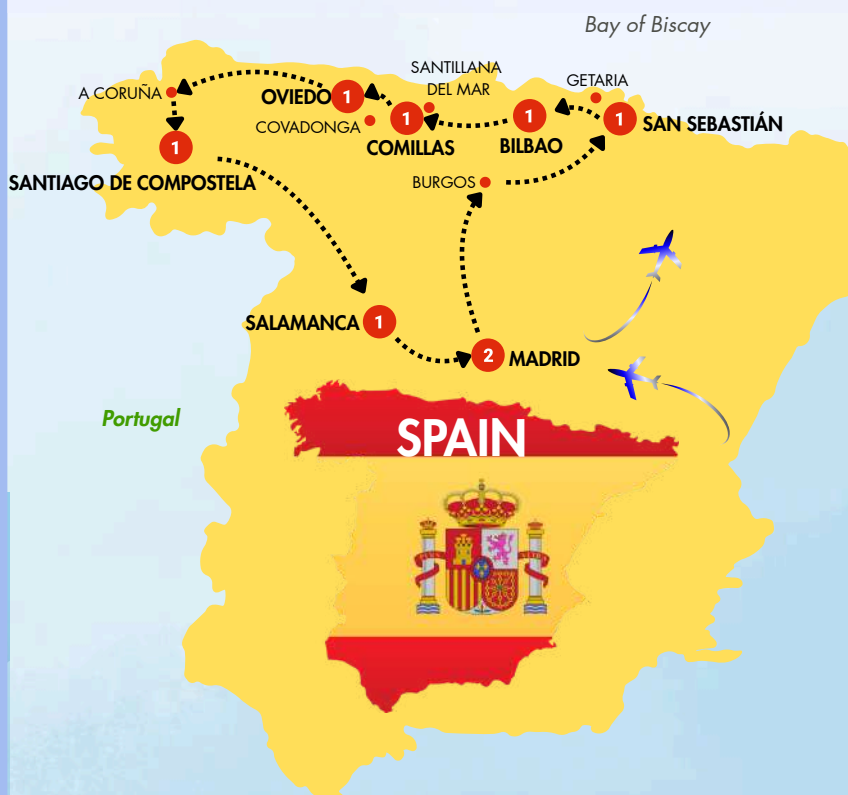 Bay of Biscay
SANTILLANA
DEL MAR
GETARIA
A CORUÑA
OVIEDO 1
COVADONGA
1
COMILLAS
1
BILBAO
1 SAN SEBASTIÁN
1
SANTIAGO DE COMPOSTELA
BURGOS
SALAMANCA 1
2 MADRID
Portugal
SPAIN